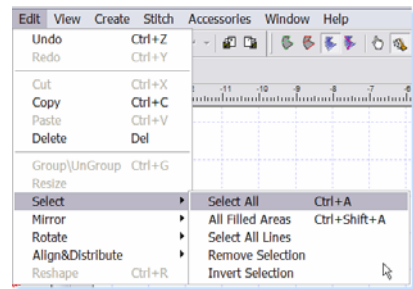 Edit View Create Stitch Accessories Window Help
Undo Ctrl+Z
Redo Ctrl+Y
Cut Ctrl+X
Copy Ctrl+C
Paste Ctrl+V
Delete Del
Group\UnGroup Ctrl+G
Resize
Select
Mirror
Rotate
Align&Distribute
Reshape Ctrl+R
-11 -10 -9 -8 -7 -6
Select All Ctrl+A
All Filled Areas Ctrl+Shift+A
Select All Lines
Remove Selection
Invert Selection